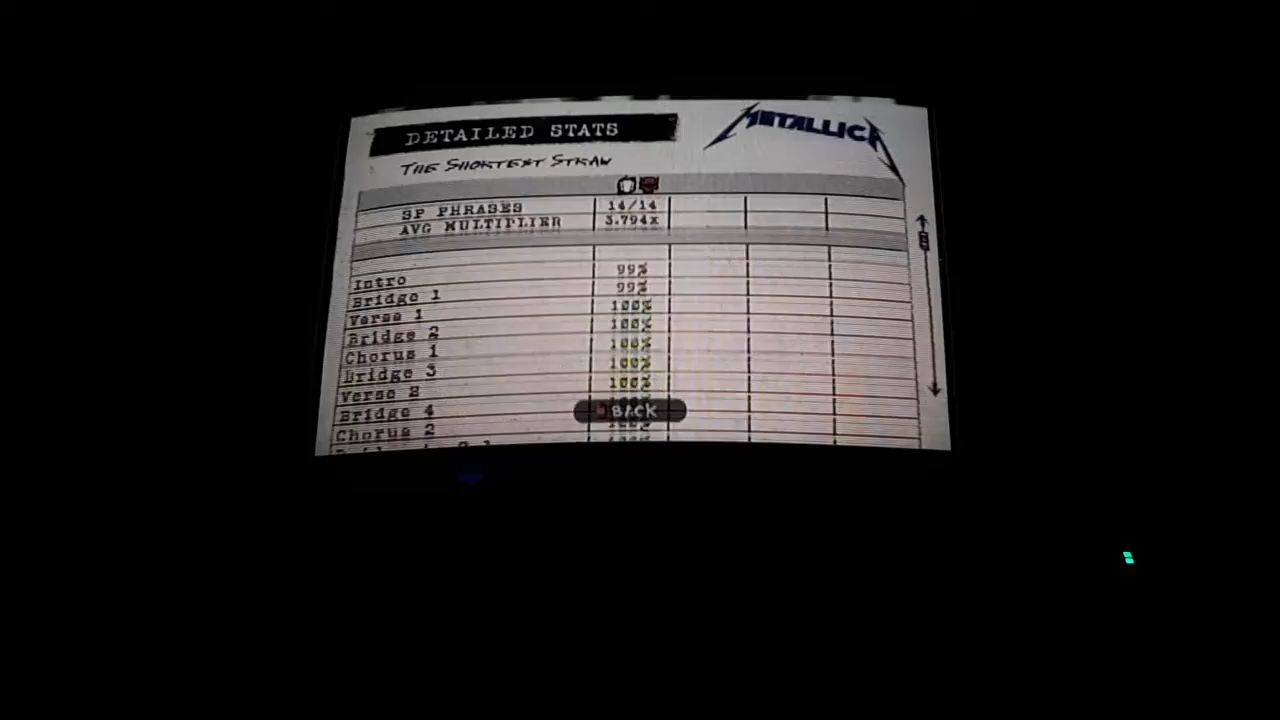 DETAILED STATS
METALLICA
THE SHORTEST STRAW
SP PHRASES 14/14
AVG MULTIPLIER 3.794x
Intro 99%
Bridge 1 99%
Verse 1 100%
Bridge 2 100%
Chorus 1 100%
Bridge 3 100%
Verse 2 100%
Bridge 4
BACK
Chorus 2